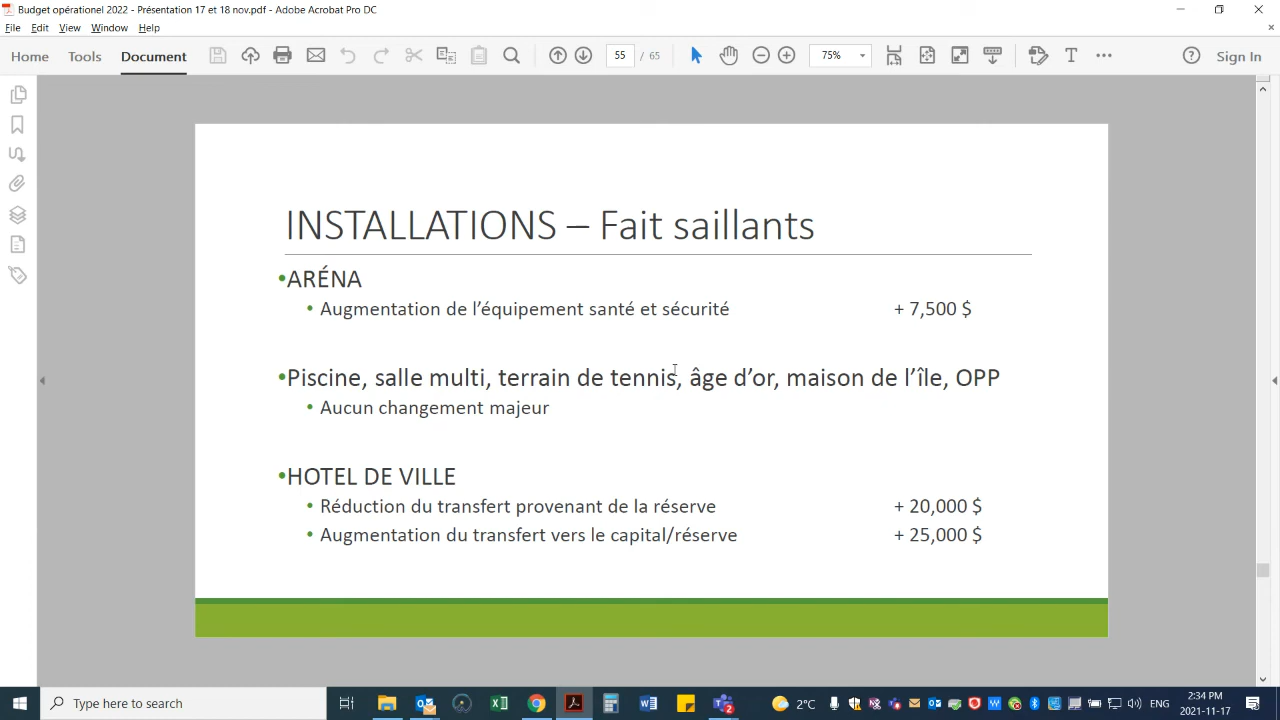 Budget opérationel 2022 - Présentation 17 et 18 nov.pdf - Adobe Acrobat Pro DC
File Edit View Window Help
Home Tools Document 55 / 65 75% Sign In
INSTALLATIONS – Fait saillants
•ARÉNA
• Augmentation de l’équipement santé et sécurité + 7,500 $
•Piscine, salle multi, terrain de tennis, âge d’or, maison de l’île, OPP
• Aucun changement majeur
•HOTEL DE VILLE
• Réduction du transfert provenant de la réserve + 20,000 $
• Augmentation du transfert vers le capital/réserve + 25,000 $
Type here to search 2°C ENG 2:34 PM
2021-11-17